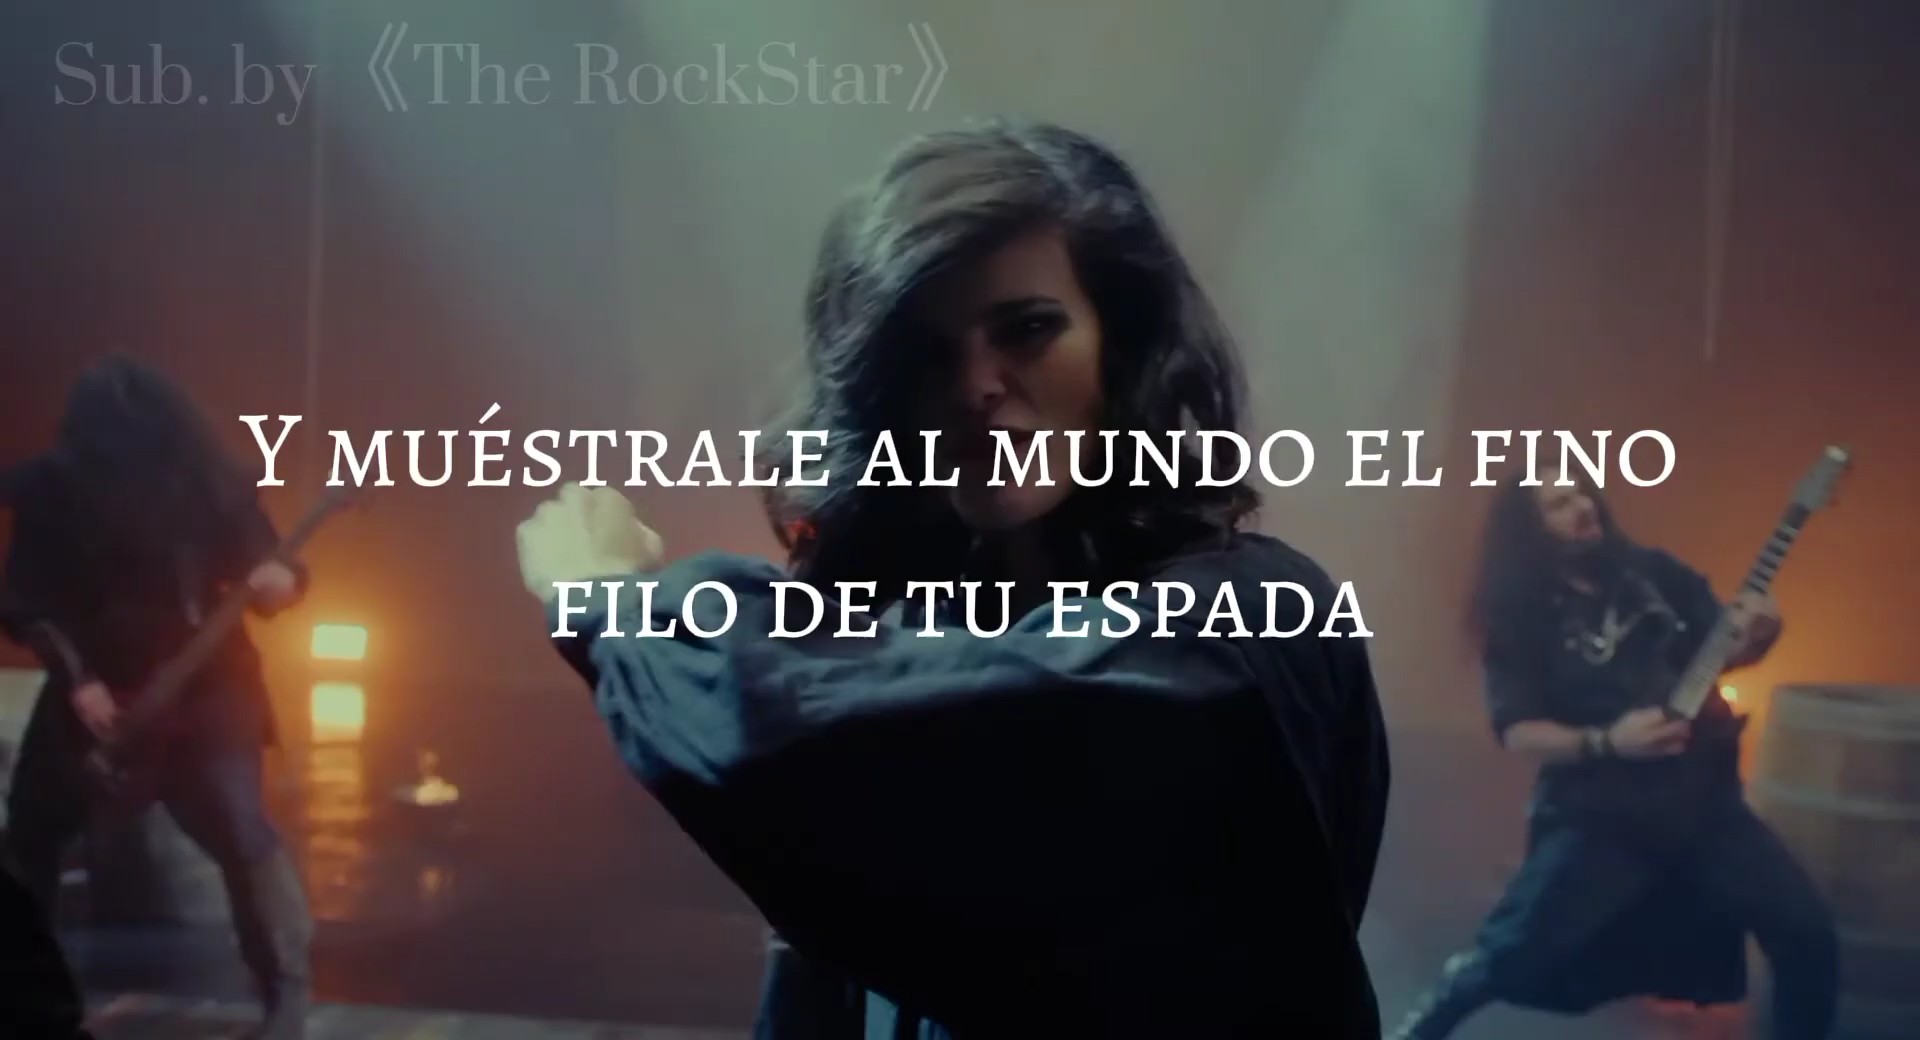 Sub. by《The RockStar》
Y muéstrale al mundo el fino
filo de tu espada